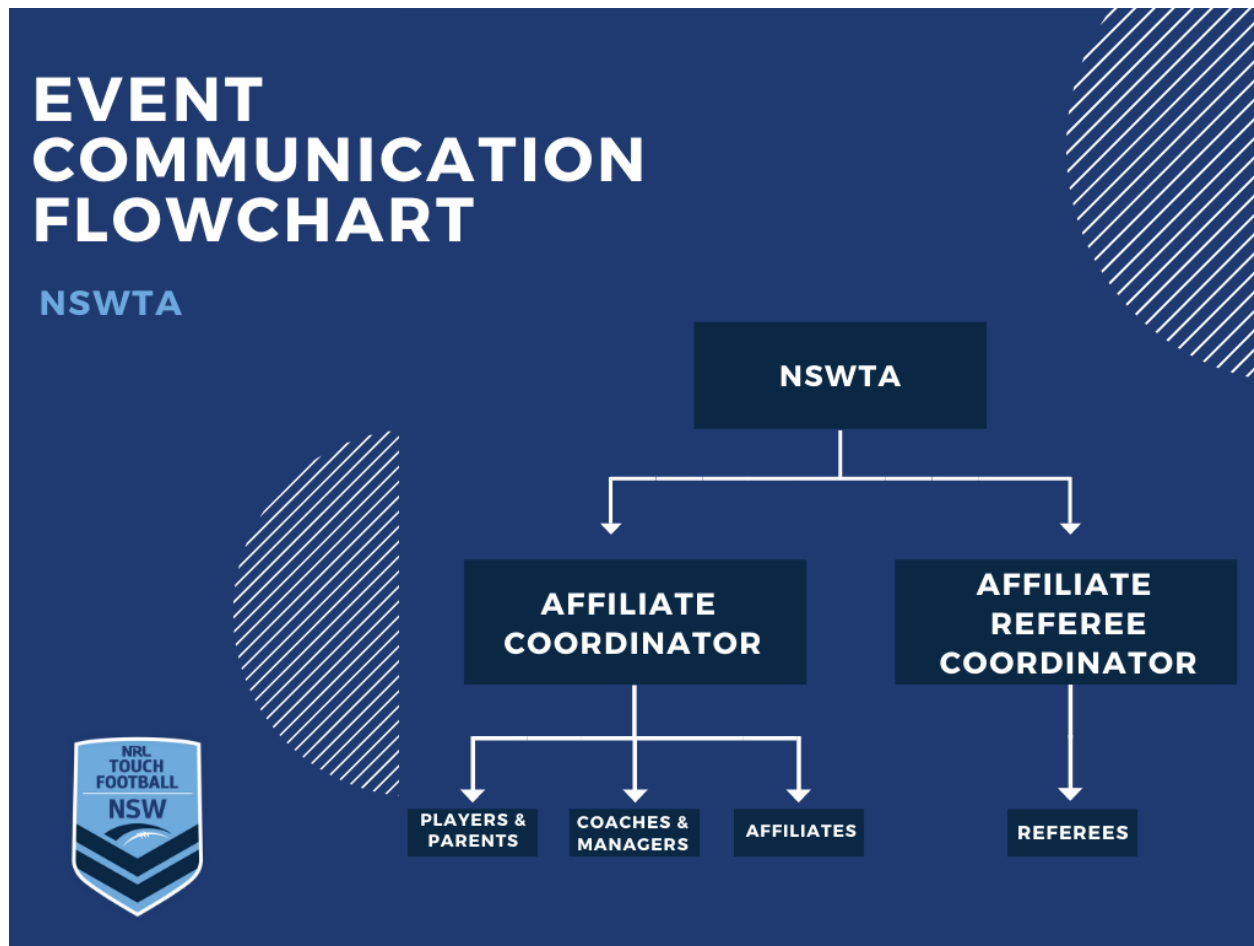 EVENT
COMMUNICATION
FLOWCHART
NSWTA
NSWTA
AFFILIATE
COORDINATOR
AFFILIATE
REFEREE
COORDINATOR
PLAYERS &
PARENTS
COACHES &
MANAGERS
AFFILIATES
REFEREES
NRL
TOUCH
FOOTBALL
NSW